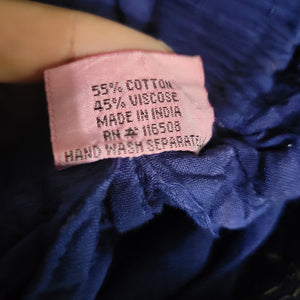 55% COTTON
45% VISCOSE
MADE IN INDIA
RN # 116508
HAND WASH SEPARATE